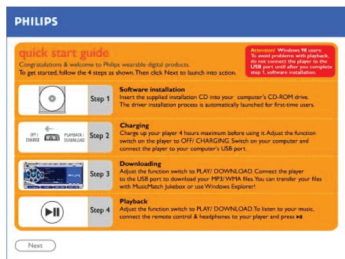 PHILIPS
quick start guide
Congratulations & welcome to Philips wearable digital products.
To get started, follow the 4 steps as shown. Then click Next to launch into action.
Attention! Windows 98 users:
To avoid problems with playback,
do not connect the player to the
USB port until after you complete
step 1, software installation.
Step 1
Software installation
Insert the supplied installation CD into your computer's CD-ROM drive.
The driver installation process is automatically launched for first-time users.
OFF/
CHARGE
PLAYBACK/
DOWNLOAD
Step 2
Charging
Charge up your player 4 hours maximum before using it. Adjust the function
switch on the player to OFF/ CHARGING. Switch on your computer and
connect the player to your computer's USB port.
Step 3
Downloading
Adjust the function switch to PLAY/ DOWNLOAD. Connect the player
to the USB port to download your MP3/ WMA files. You can transfer your files
with MusicMatch Jukebox or use Windows Explorer!
Step 4
Playback
Adjust the function switch to PLAY/ DOWNLOAD. To listen to your music,
connect the remote control & headphones to your player and press ▶II
Next